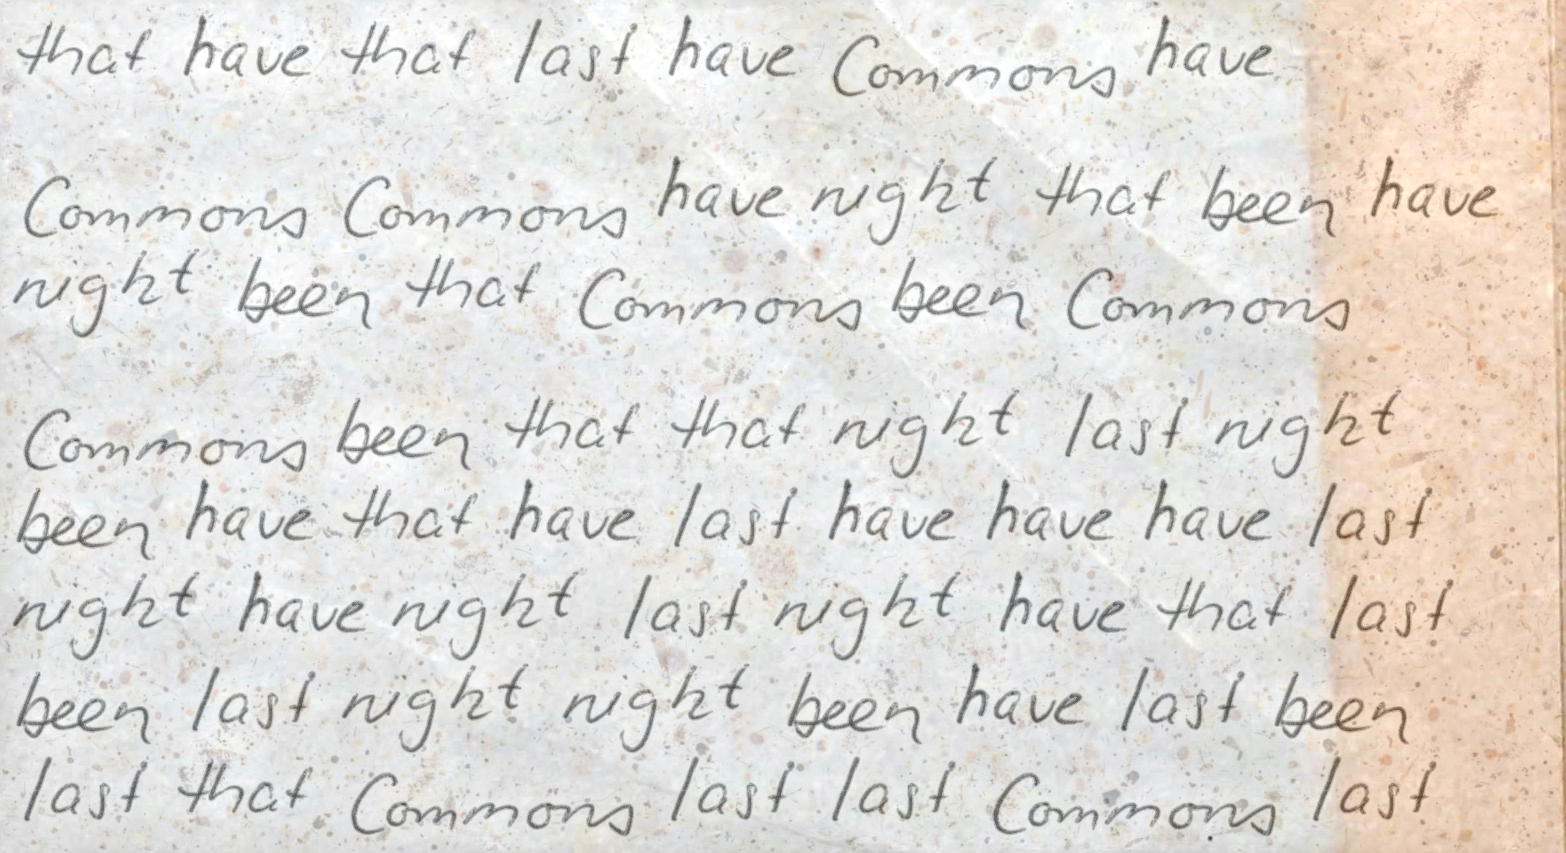 that have that last have Commons have
Commons Commons have night that been have
night been that Commons been Commons
Commons been that that night last night
been have that have last have have have last
night have night last night have that last
been last night night been have last been
last that Commons last last Commons last